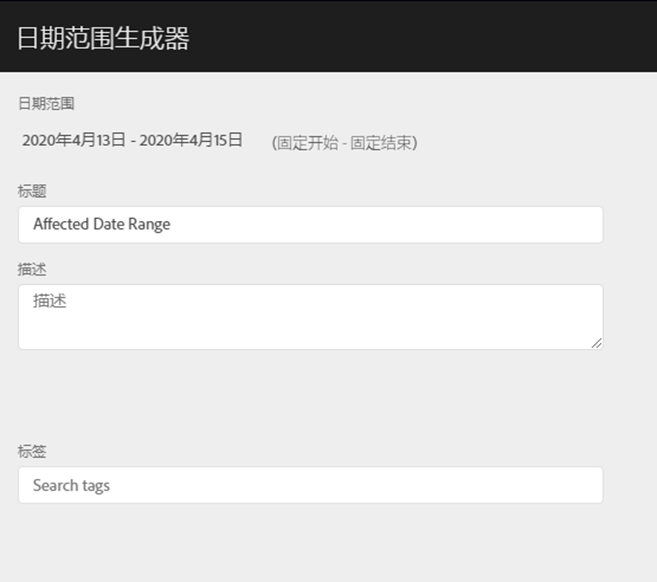 日期范围生成器
日期范围
2020年4月13日 - 2020年4月15日 (固定开始 - 固定结束)
标题
Affected Date Range
描述
描述
标签
Search tags